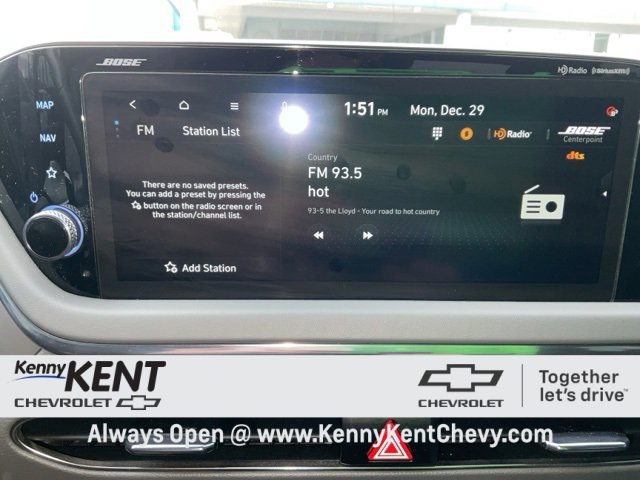 BOSE
HD Radio ((SiriusXM))
MAP
NAV
1:51 PM
Mon, Dec. 29
FM
Station List
HD Radio
BOSE
Centerpoint
dts
There are no saved presets.
You can add a preset by pressing the
button on the radio screen or in
the station/channel list.
Add Station
Country
FM 93.5
hot
93-5 the Lloyd - Your road to hot country
Kenny KENT
CHEVROLET
CHEVROLET
Together
let's drive™
Always Open @ www.KennyKentChevy.com